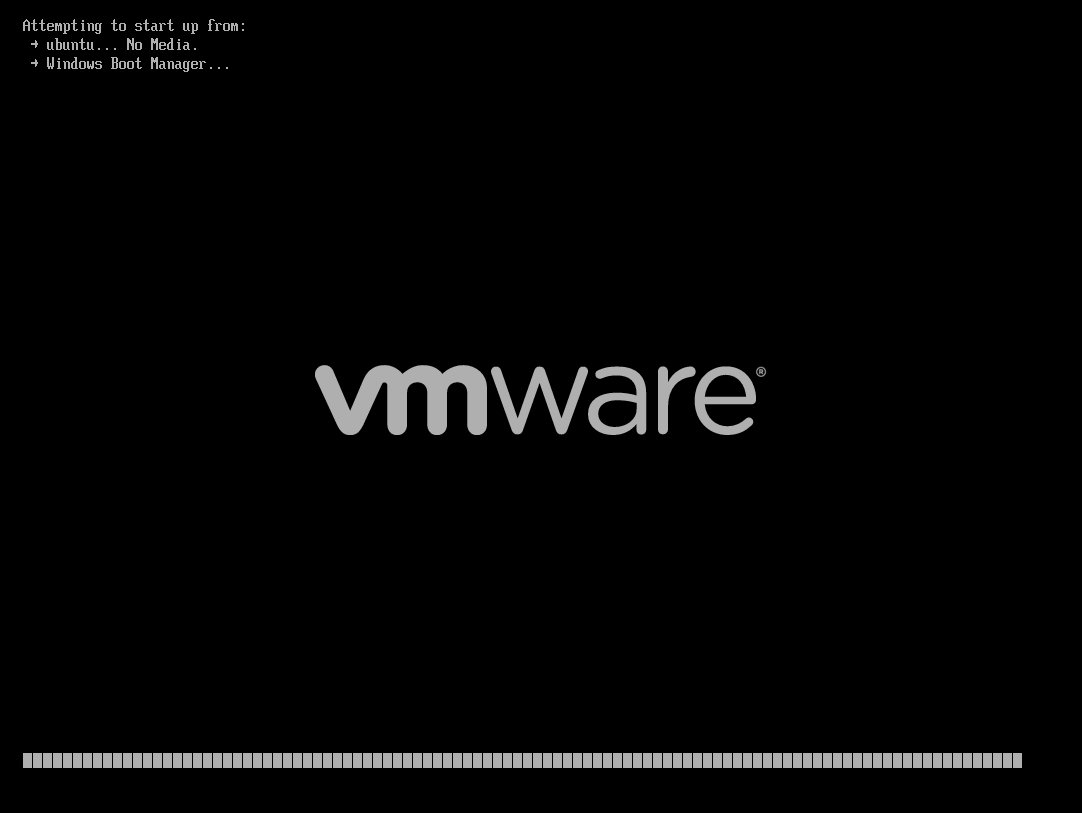 Attempting to start up from:
→ ubuntu... No Media.
→ Windows Boot Manager...
vmware®